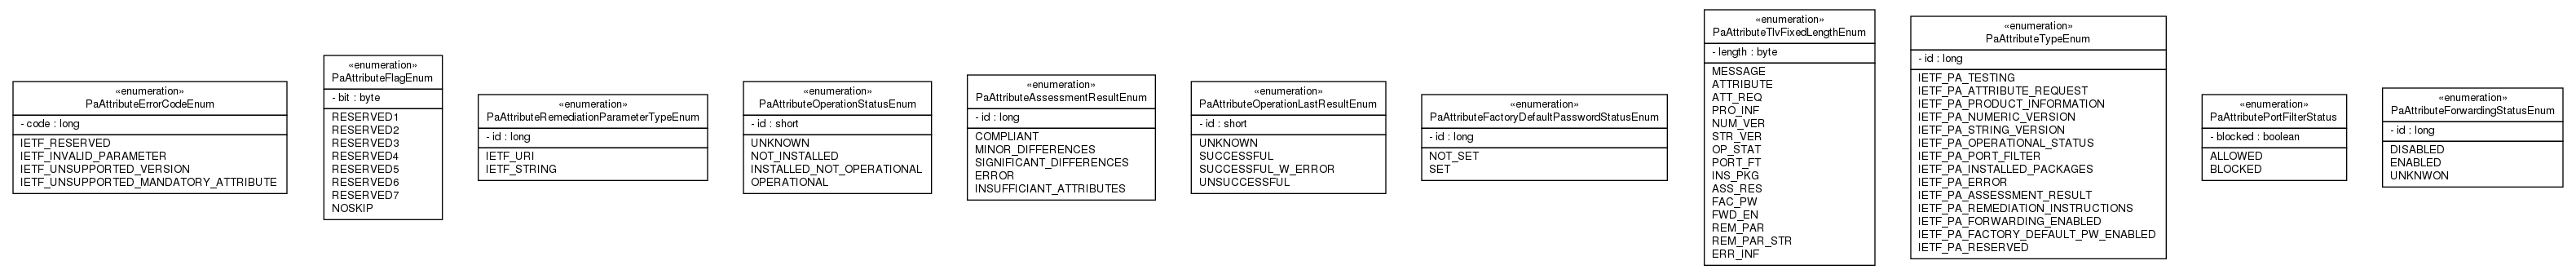 «enumeration»
PaAttributeErrorCodeEnum
- code : long
IETF_RESERVED
IETF_INVALID_PARAMETER
IETF_UNSUPPORTED_VERSION
IETF_UNSUPPORTED_MANDATORY_ATTRIBUTE
«enumeration»
PaAttributeFlagEnum
- bit : byte
RESERVED1
RESERVED2
RESERVED3
RESERVED4
RESERVED5
RESERVED6
RESERVED7
NOSKIP
«enumeration»
PaAttributeRemediationParameterTypeEnum
- id : long
IETF_URI
IETF_STRING
«enumeration»
PaAttributeOperationStatusEnum
- id : short
UNKNOWN
NOT_INSTALLED
INSTALLED_NOT_OPERATIONAL
OPERATIONAL
«enumeration»
PaAttributeAssessmentResultEnum
- id : long
COMPLIANT
MINOR_DIFFERENCES
SIGNIFICANT_DIFFERENCES
ERROR
INSUFFICIANT_ATTRIBUTES
«enumeration»
PaAttributeOperationLastResultEnum
- id : short
UNKNOWN
SUCCESSFUL
SUCCESSFUL_W_ERROR
UNSUCCESSFUL
«enumeration»
PaAttributeFactoryDefaultPasswordStatusEnum
- id : long
NOT_SET
SET
«enumeration»
PaAttributeTlvFixedLengthEnum
- length : byte
MESSAGE
ATTRIBUTE
ATT_REQ
PRO_INF
NUM_VER
STR_VER
OP_STAT
PORT_FT
INS_PKG
ASS_RES
FAC_PW
FWD_EN
REM_PAR
REM_PAR_STR
ERR_INF
«enumeration»
PaAttributeTypeEnum
- id : long
IETF_PA_TESTING
IETF_PA_ATTRIBUTE_REQUEST
IETF_PA_PRODUCT_INFORMATION
IETF_PA_NUMERIC_VERSION
IETF_PA_STRING_VERSION
IETF_PA_OPERATIONAL_STATUS
IETF_PA_PORT_FILTER
IETF_PA_INSTALLED_PACKAGES
IETF_PA_ERROR
IETF_PA_ASSESSMENT_RESULT
IETF_PA_REMEDIATION_INSTRUCTIONS
IETF_PA_FORWARDING_ENABLED
IETF_PA_FACTORY_DEFAULT_PW_ENABLED
IETF_PA_RESERVED
«enumeration»
PaAttributePortFilterStatus
- blocked : boolean
ALLOWED
BLOCKED
«enumeration»
PaAttributeForwardingStatusEnum
- id : long
DISABLED
ENABLED
UNKNWON